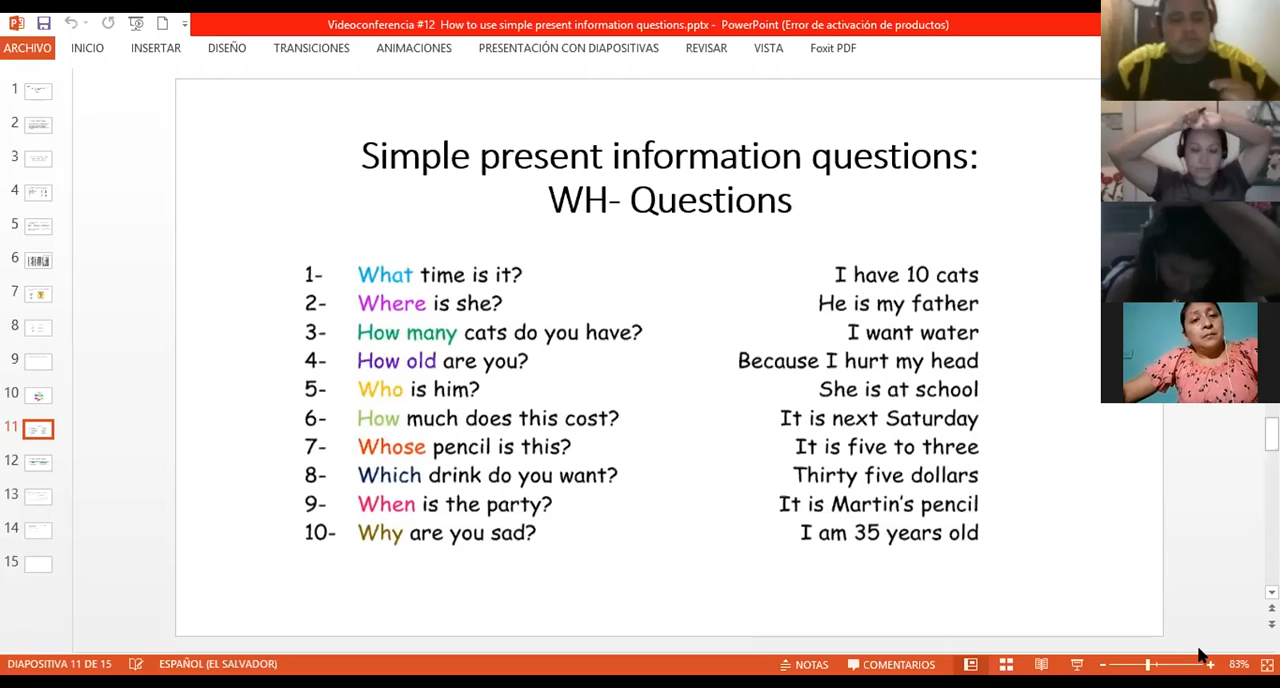 Videoconferencia #12 How to use simple present information questions.pptx - PowerPoint (Error de activación de productos)
ARCHIVO INICIO INSERTAR DISEÑO TRANSICIONES ANIMACIONES PRESENTACIÓN CON DIAPOSITIVAS REVISAR VISTA Foxit PDF
1
2
3
4
5
6
7
8
9
10
11
12
13
14
15
Simple present information questions:
WH- Questions
1- What time is it? I have 10 cats
2- Where is she? He is my father
3- How many cats do you have? I want water
4- How old are you? Because I hurt my head
5- Who is him? She is at school
6- How much does this cost? It is next Saturday
7- Whose pencil is this? It is five to three
8- Which drink do you want? Thirty five dollars
9- When is the party? It is Martin's pencil
10- Why are you sad? I am 35 years old
DIAPOSITIVA 11 DE 15 ESPAÑOL (EL SALVADOR) NOTAS COMENTARIOS 83%